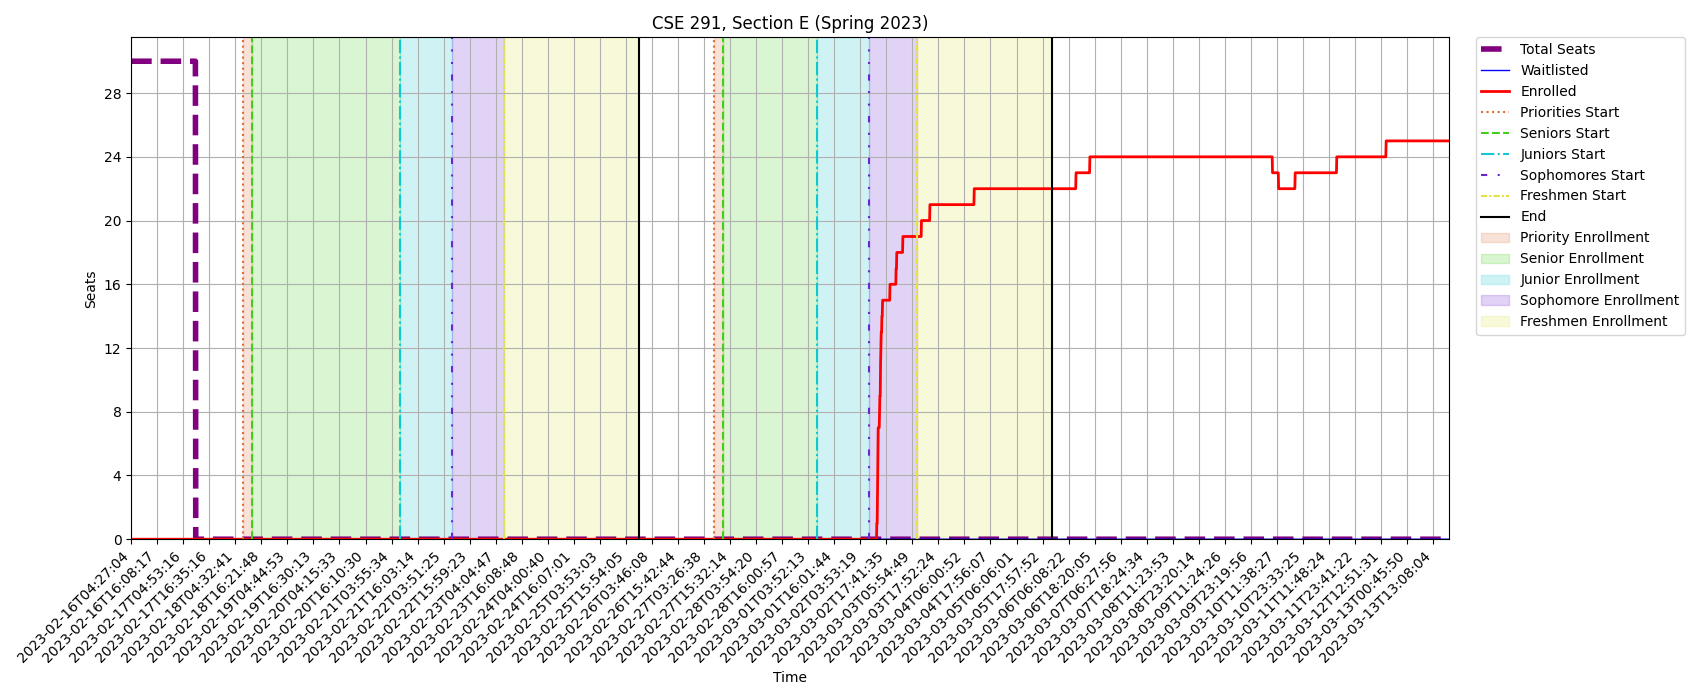 CSE 291, Section E (Spring 2023)
Seats
28
24
20
16
12
8
4
0
2023-02-16T04:27:04
2023-02-16T16:08:17
2023-02-17T04:53:16
2023-02-17T16:35:16
2023-02-18T04:32:41
2023-02-18T16:21:48
2023-02-19T04:44:53
2023-02-19T16:30:13
2023-02-20T04:15:33
2023-02-20T16:10:30
2023-02-21T03:55:34
2023-02-21T16:03:14
2023-02-22T03:51:25
2023-02-22T15:59:23
2023-02-23T04:04:47
2023-02-23T16:08:48
2023-02-24T04:00:40
2023-02-24T16:07:01
2023-02-25T03:53:03
2023-02-25T15:54:05
2023-02-26T03:46:08
2023-02-26T15:42:44
2023-02-27T03:26:38
2023-02-27T15:32:14
2023-02-28T03:54:20
2023-02-28T16:00:57
2023-03-01T03:52:13
2023-03-01T16:01:44
2023-03-02T03:53:19
2023-03-02T17:41:35
2023-03-03T05:54:49
2023-03-03T17:52:24
2023-03-04T06:00:52
2023-03-04T17:56:07
2023-03-05T06:06:01
2023-03-05T17:57:52
2023-03-06T06:08:22
2023-03-06T18:20:05
2023-03-07T06:27:56
2023-03-07T18:24:34
2023-03-08T11:23:53
2023-03-08T23:20:14
2023-03-09T11:24:26
2023-03-09T23:19:56
2023-03-10T11:38:27
2023-03-10T23:33:25
2023-03-11T11:48:24
2023-03-11T23:41:22
2023-03-12T12:51:31
2023-03-13T00:45:50
2023-03-13T13:08:04
Time
Total Seats
Waitlisted
Enrolled
Priorities Start
Seniors Start
Juniors Start
Sophomores Start
Freshmen Start
End
Priority Enrollment
Senior Enrollment
Junior Enrollment
Sophomore Enrollment
Freshmen Enrollment